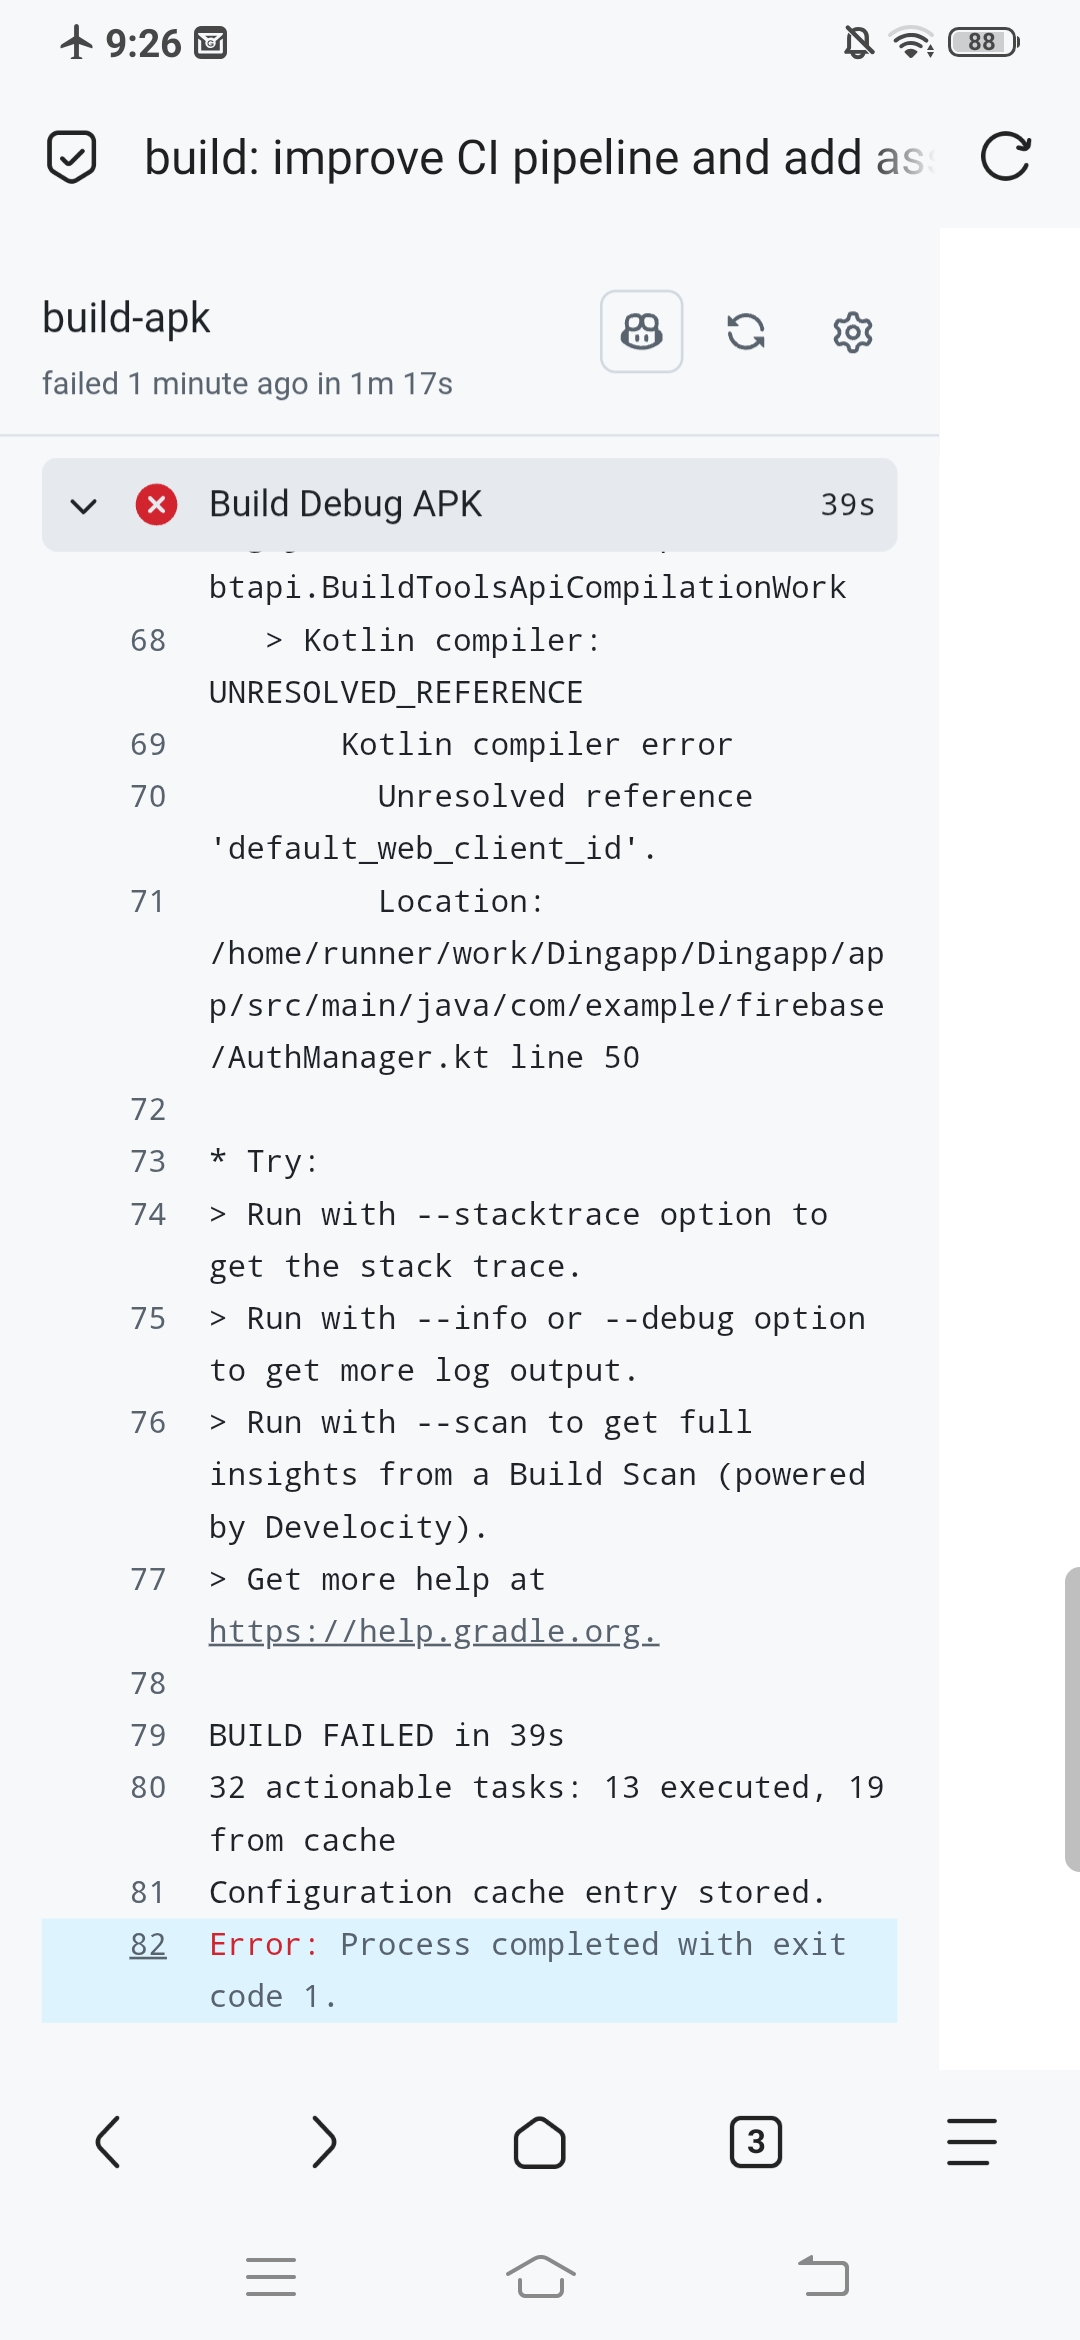 9:26
88
build: improve CI pipeline and add ass
build-apk
failed 1 minute ago in 1m 17s
Build Debug APK 39s
btapi.BuildToolsApiCompilationWork
68 > Kotlin compiler:
UNRESOLVED_REFERENCE
69 Kotlin compiler error
70 Unresolved reference
'default_web_client_id'.
71 Location:
/home/runner/work/Dingapp/Dingapp/ap
p/src/main/java/com/example/firebase
/AuthManager.kt line 50
72
73 * Try:
74 > Run with --stacktrace option to
get the stack trace.
75 > Run with --info or --debug option
to get more log output.
76 > Run with --scan to get full
insights from a Build Scan (powered
by Develocity).
77 > Get more help at
https://help.gradle.org.
78
79 BUILD FAILED in 39s
80 32 actionable tasks: 13 executed, 19
from cache
81 Configuration cache entry stored.
82 Error: Process completed with exit
code 1.
3